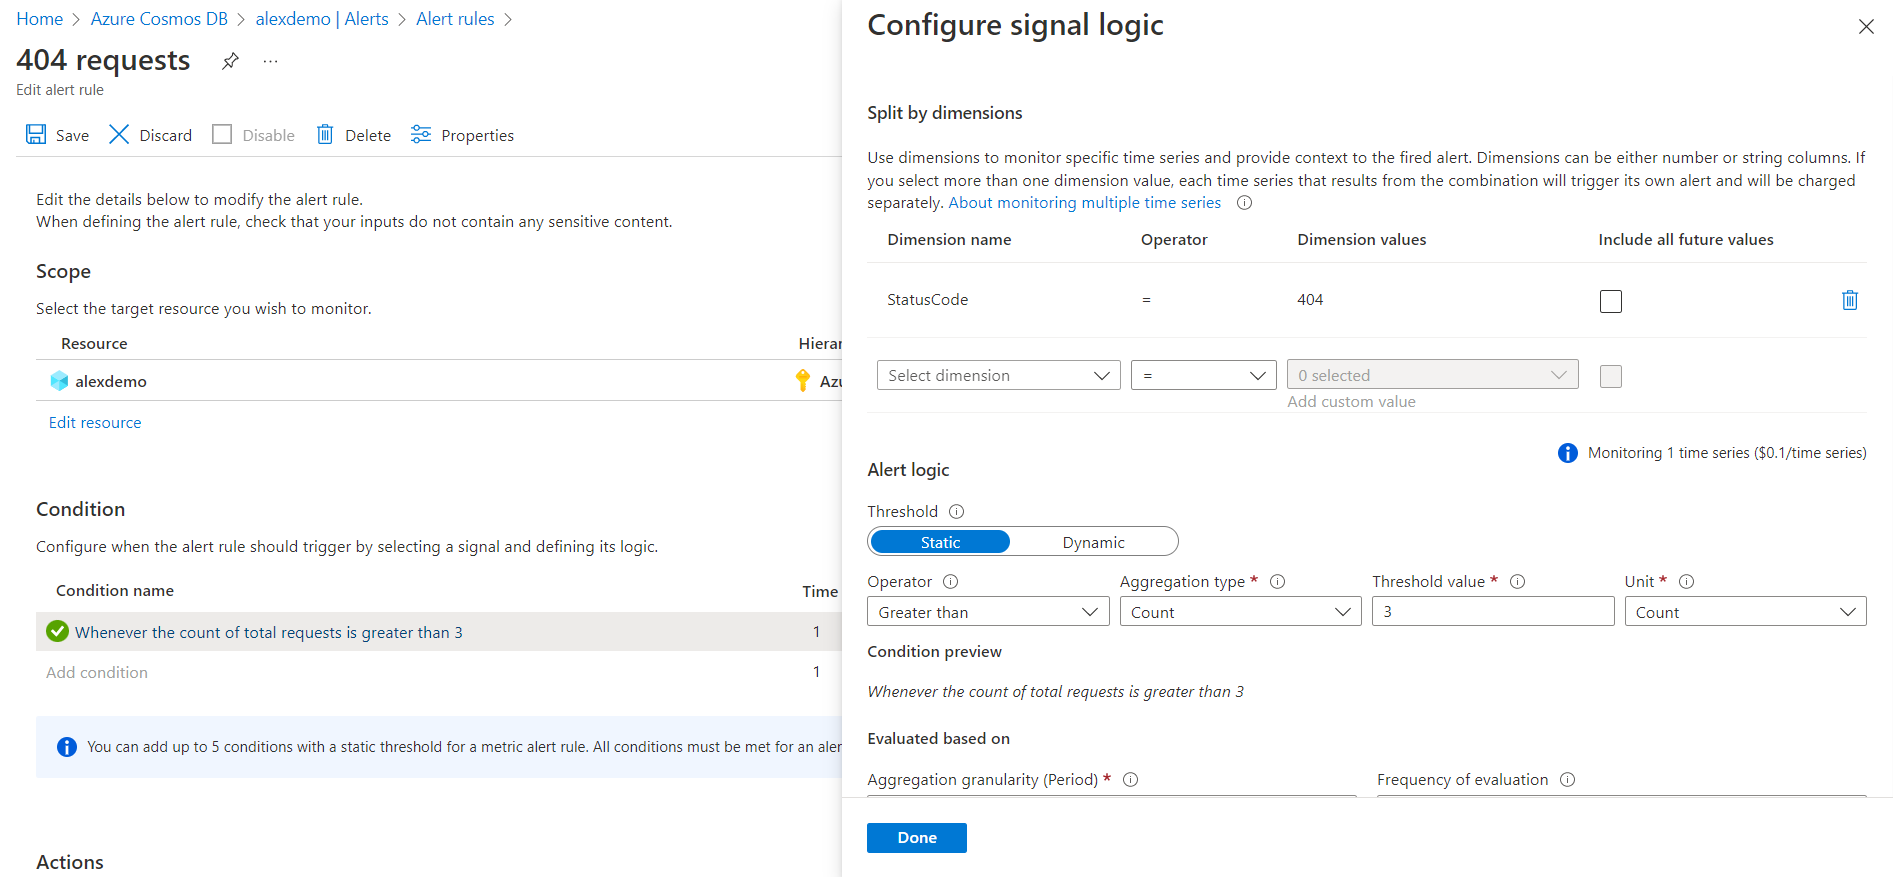 Home > Azure Cosmos DB > alexdemo | Alerts > Alert rules >
404 requests
...
Edit alert rule
Save Discard Disable Delete Properties
Edit the details below to modify the alert rule.
When defining the alert rule, check that your inputs do not contain any sensitive content.
Scope
Select the target resource you wish to monitor.
Resource Hierar
alexdemo Azu
Edit resource
Condition
Configure when the alert rule should trigger by selecting a signal and defining its logic.
Condition name Time
Whenever the count of total requests is greater than 3 1
Add condition 1
You can add up to 5 conditions with a static threshold for a metric alert rule. All conditions must be met for an aler
Actions
Configure signal logic
Split by dimensions
Use dimensions to monitor specific time series and provide context to the fired alert. Dimensions can be either number or string columns. If
you select more than one dimension value, each time series that results from the combination will trigger its own alert and will be charged
separately. About monitoring multiple time series
Dimension name Operator Dimension values Include all future values
StatusCode = 404
Select dimension = 0 selected
Add custom value
Monitoring 1 time series ($0.1/time series)
Alert logic
Threshold
Static Dynamic
Operator Aggregation type * Threshold value * Unit *
Greater than Count 3 Count
Condition preview
Whenever the count of total requests is greater than 3
Evaluated based on
Aggregation granularity (Period) * Frequency of evaluation
Done